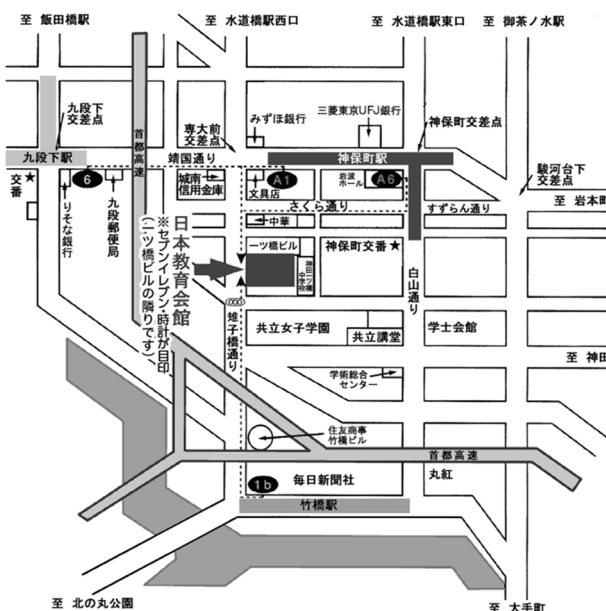 至 飯田橋駅
至 水道橋駅西口
至 水道橋駅東口
至 御茶ノ水駅
九段下
交差点
首都高速
専大前
交差点
みずほ銀行
三菱東京UFJ銀行
神保町交差点
九段下駅
靖国通り
神保町駅
駿河台下
交差点
交番★
6
りそな銀行
九段郵便局
城南
信用金庫
A1
文具店
岩波
ホール
A6
至 岩本町
さくら通り
すずらん通り
中華
日本教育会館
※セブンイレブン・時計が目印
(一ツ橋ビルの隣りです)
一ツ橋ビル
神田一ツ橋
中学校
神保町交番★
白山通り
雉子橋通り
共立女子学園
共立講堂
学士会館
至 神田
学術総合
センター
住友商事
竹橋ビル
首都高速
丸紅
1b
毎日新聞社
竹橋駅
至 北の丸公園
至 大手町